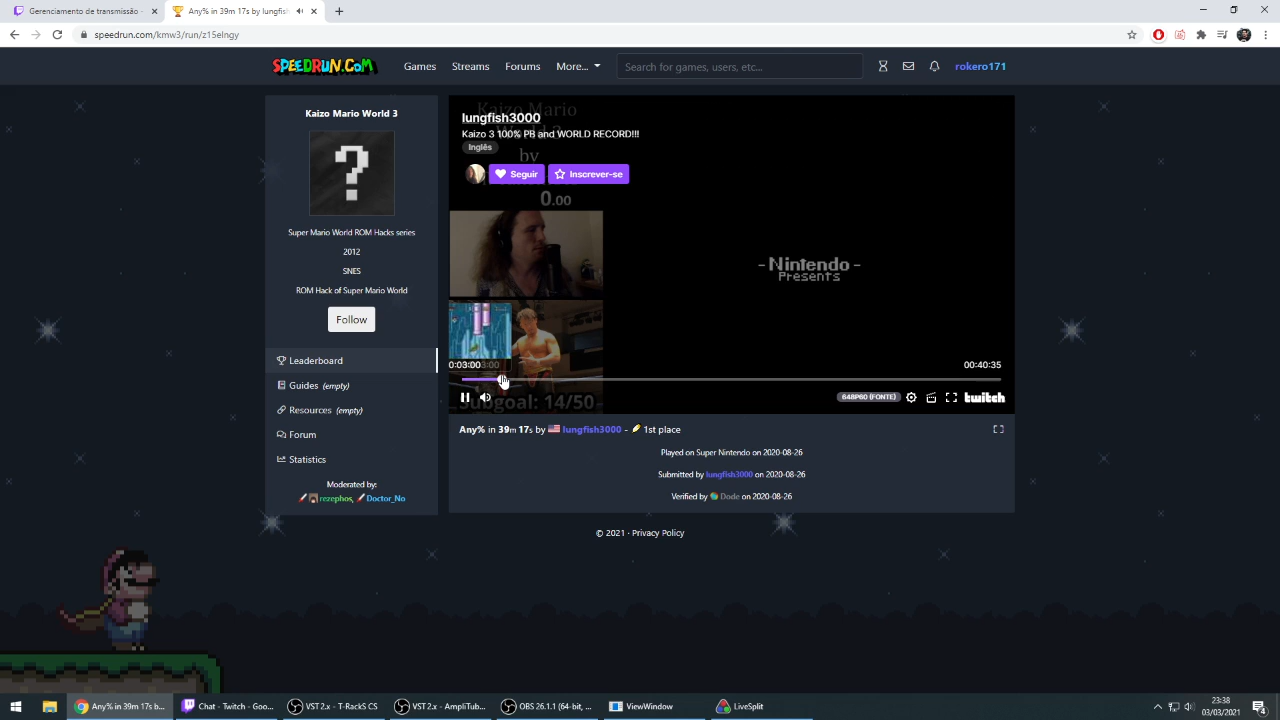 Gerenciamento de transmissão -
Any% in 39m 17s by lungfish
speedrun.com/kmw3/run/z15elngy
SPEEDRUN.COM
Games
Streams
Forums
More...
Search for games, users, etc...
rokero171
Kaizo Mario World 3
Super Mario World ROM Hacks series
2012
SNES
ROM Hack of Super Mario World
Follow
Leaderboard
Guides (empty)
Resources (empty)
Forum
Statistics
Moderated by:
rezephos, Doctor_No
Kaizo Mario
lungfish3000
Kaizo 3 100% PB and WORLD RECORD!!!
Inglês
by
Seguir
Inscrever-se
0.00
-Nintendo-
Presents
0:03:00
00:40:35
Subgoal: 14/50
648P60 (FONTE)
twitch
Any% in 39m 17s by lungfish3000 - 1st place
Played on Super Nintendo on 2020-08-26
Submitted by lungfish3000 on 2020-08-26
Verified by Dode on 2020-08-26
© 2021 · Privacy Policy
Any% in 39m 17s b...
Chat - Twitch - Goo...
VST 2.x - T-RackS CS
VST 2.x - AmpliTub...
OBS 26.1.1 (64-bit, ...
ViewWindow
LiveSplit
23:38
03/03/2021
4